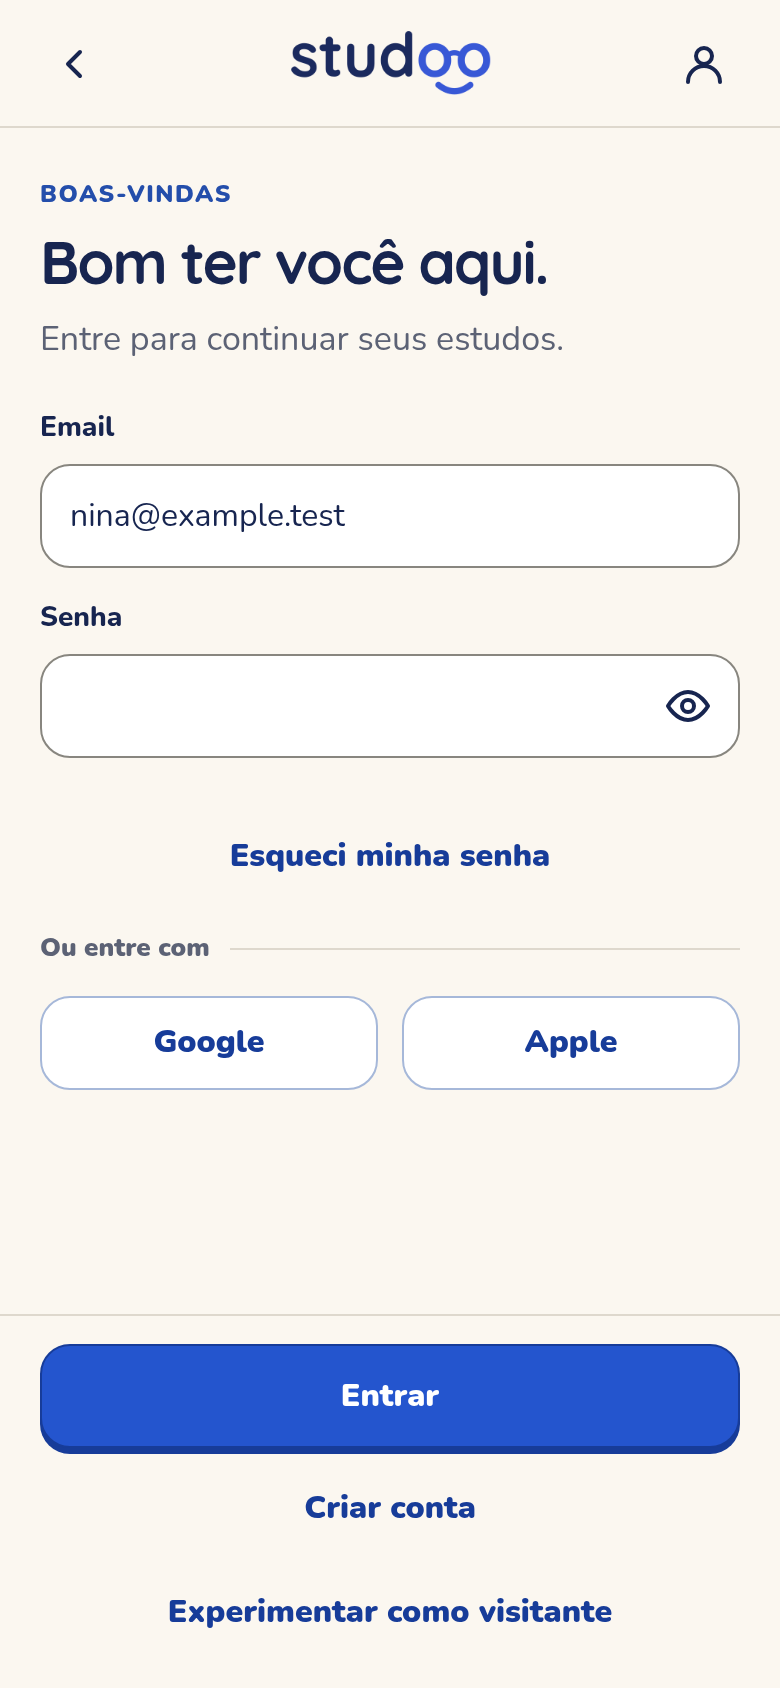 studoo
BOAS-VINDAS
Bom ter você aqui.
Entre para continuar seus estudos.
Email
nina@example.test
Senha
Esqueci minha senha
Ou entre com
Google
Apple
Entrar
Criar conta
Experimentar como visitante